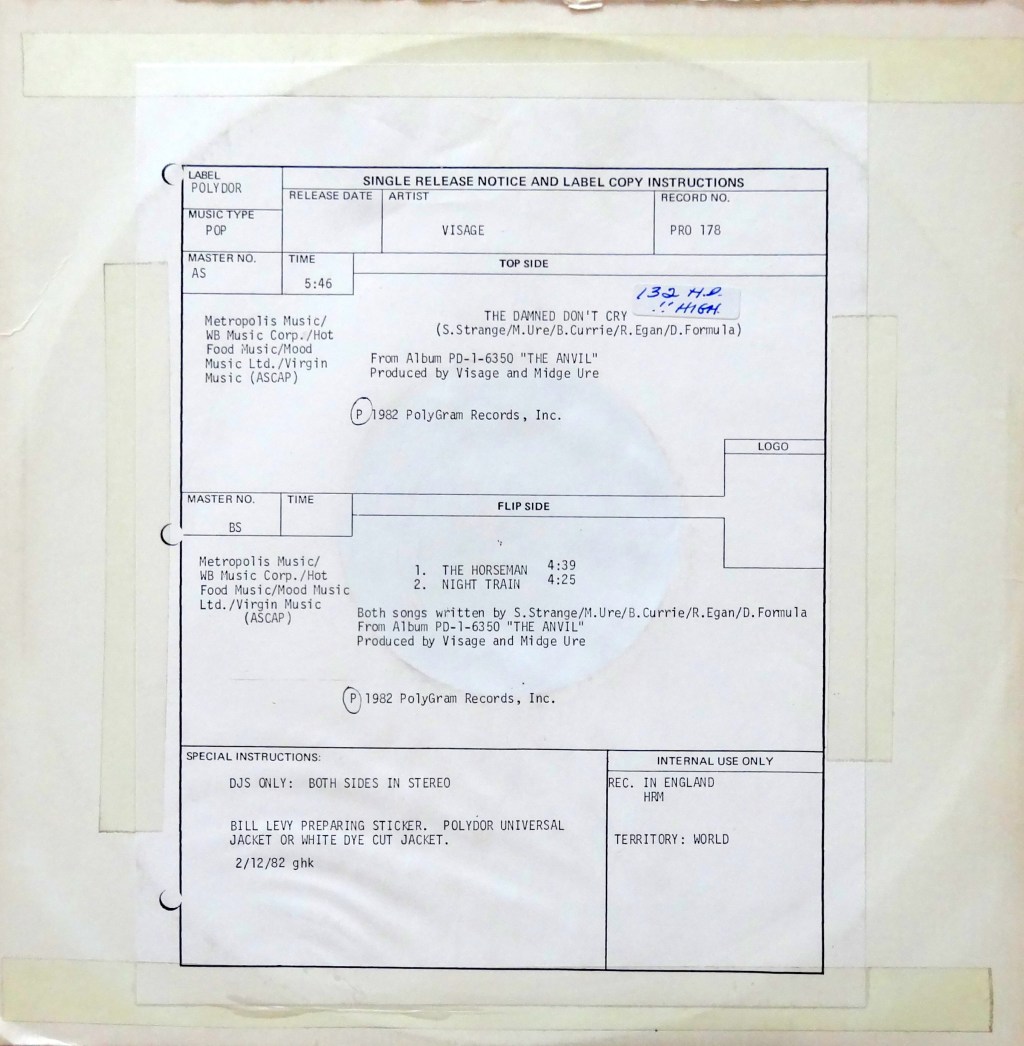 LABEL
POLYDOR
SINGLE RELEASE NOTICE AND LABEL COPY INSTRUCTIONS
MUSIC TYPE
POP
RELEASE DATE
ARTIST
VISAGE
RECORD NO.
PRO 178
MASTER NO.
AS
TIME
5:46
TOP SIDE
132 H.P.
!! HIGH
THE DAMNED DON'T CRY
(S.Strange/M.Ure/B.Currie/R.Egan/D.Formula)
Metropolis Music/
WB Music Corp./Hot
Food Music/Mood
Music Ltd./Virgin
Music (ASCAP)
From Album PD-1-6350 "THE ANVIL"
Produced by Visage and Midge Ure
P 1982 PolyGram Records, Inc.
LOGO
MASTER NO.
BS
TIME
FLIP SIDE
Metropolis Music/
WB Music Corp./Hot
Food Music/Mood Music
Ltd./Virgin Music
(ASCAP)
1. THE HORSEMAN 4:39
2. NIGHT TRAIN 4:25
Both songs written by S.Strange/M.Ure/B.Currie/R.Egan/D.Formula
From Album PD-1-6350 "THE ANVIL"
Produced by Visage and Midge Ure
P 1982 PolyGram Records, Inc.
SPECIAL INSTRUCTIONS:
DJS ONLY: BOTH SIDES IN STEREO
BILL LEVY PREPARING STICKER. POLYDOR UNIVERSAL
JACKET OR WHITE DYE CUT JACKET.
2/12/82 ghk
INTERNAL USE ONLY
REC. IN ENGLAND
HRM
TERRITORY: WORLD